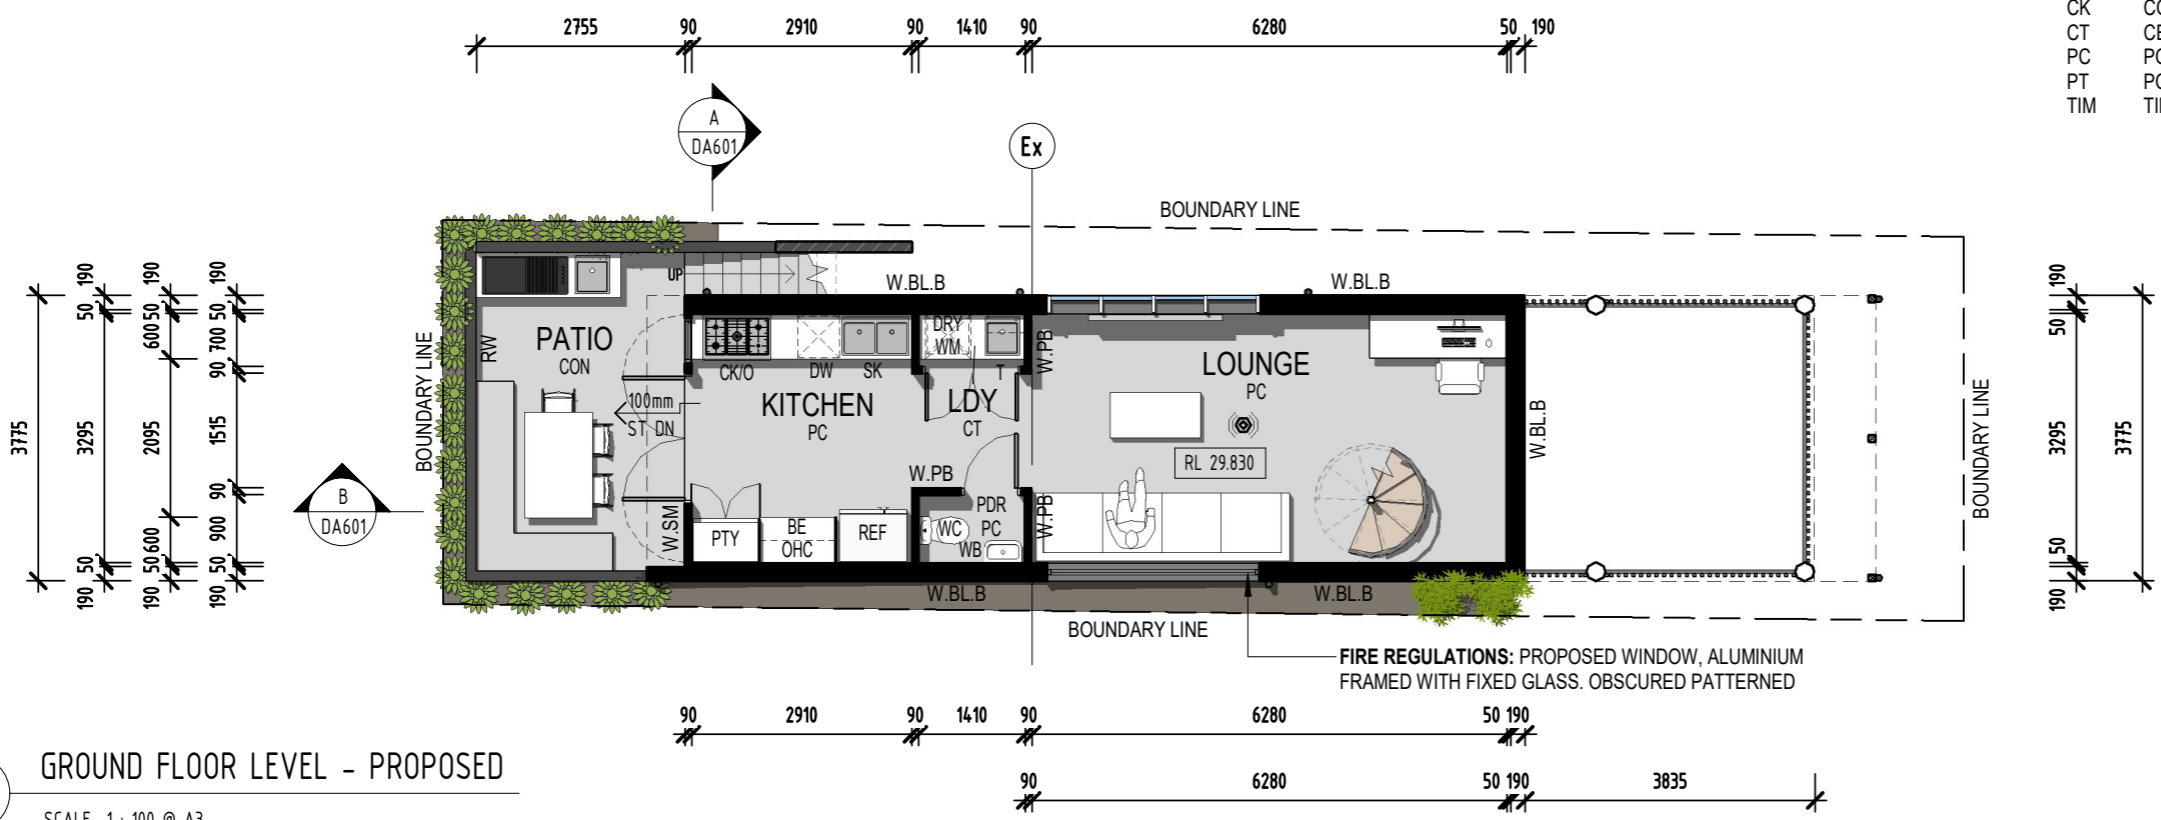 2755 90 2910 90 1410 90 6280 50 190
CK
CT
PC
PT
TIM
A
DA601
Ex
BOUNDARY LINE
UP
W.BL.B
W.BL.B
PATIO
CON
RW
BOUNDARY LINE
100mm
ST DN
CK/O
DW
SK
KITCHEN
PC
DRY
WM
T
LDY
CT
W.PB
LOUNGE
PC
RL 29.830
W.BL.B
BOUNDARY LINE
W.PB
PDR
PC
WC
WB
W.PB
W.SM
PTY
BE
OHC
REF
W.BL.B
W.BL.B
BOUNDARY LINE
B
DA601
3775
190 50 3295 50 190
190 50 600 2095 600 50 190
190 50 700 90 1515 90 900 50 190
190 50 3295 50 190
3775
FIRE REGULATIONS: PROPOSED WINDOW, ALUMINIUM
FRAMED WITH FIXED GLASS. OBSCURED PATTERNED
90 2910 90 1410 90 6280 50 190
90 6280 50 190 3835
GROUND FLOOR LEVEL - PROPOSED
SCALE 1 : 100 @ A3